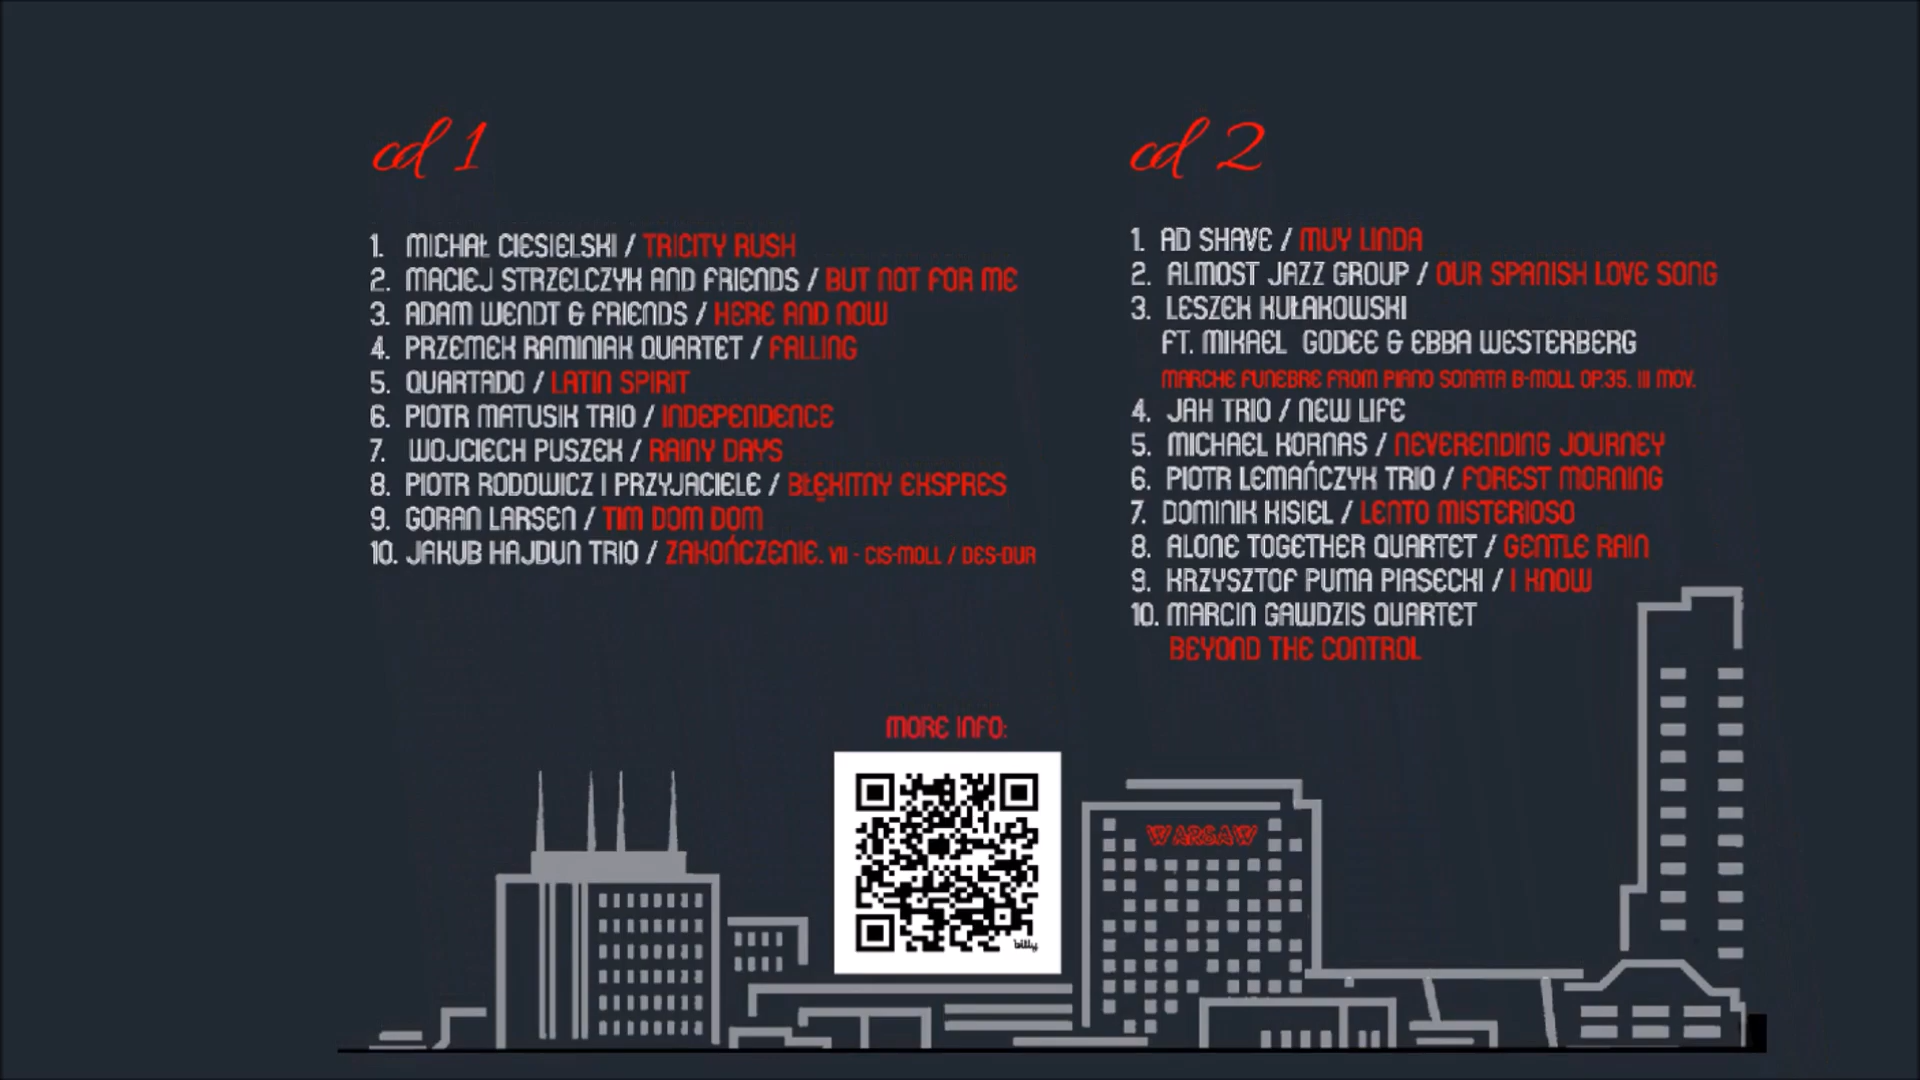 cd 1
1. MICHAŁ CIESIELSKI / TRICITY RUSH
2. MACIEJ STRZELCZYK AND FRIENDS / BUT NOT FOR ME
3. ADAM WENDT & FRIENDS / HERE AND NOW
4. PRZEMEK RAMINIAK QUARTET / FALLING
5. QUARTADO / LATIN SPIRIT
6. PIOTR MATUSIK TRIO / INDEPENDENCE
7. WOJCIECH PUSZEK / RAINY DAYS
8. PIOTR RODOWICZ I PRZYJACIELE / BŁĘKITNY EKSPRES
9. GORAN LARSEN / TIM DOM DOM
10. JAKUB HAJDUN TRIO / ZAKOŃCZENIE. VII - CIS-MOLL / DES-DUR
cd 2
1. AD SHAVE / MUY LINDA
2. ALMOST JAZZ GROUP / OUR SPANISH LOVE SONG
3. LESZEK KUŁAKOWSKI
FT. MIKAEL GODEE & EBBA WESTERBERG
MARCHE FUNEBRE FROM PIANO SONATA B-MOLL OP.35. III MOV.
4. JAH TRIO / NEW LIFE
5. MICHAEL KORNAS / NEVERENDING JOURNEY
6. PIOTR LEMAŃCZYK TRIO / FOREST MORNING
7. DOMINIK KISIEL / LENTO MISTERIOSO
8. ALONE TOGETHER QUARTET / GENTLE RAIN
9. KRZYSZTOF PUMA PIASECKI / I KNOW
10. MARCIN GAWDZIS QUARTET
BEYOND THE CONTROL
MORE INFO:
bitly
WARSAW